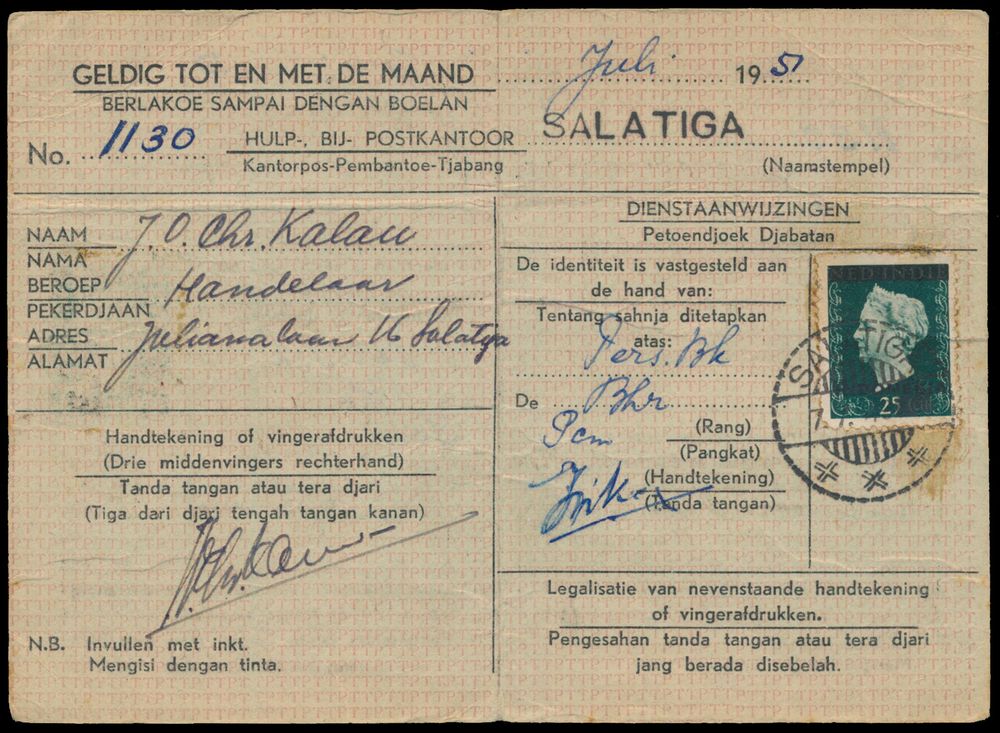 GELDIG TOT EN MET DE MAAND Juli 1951
BERLAKOE SAMPAI DENGAN BOELAN
No. 1130 HULP-, BIJ- POSTKANTOOR SALATIGA
Kantorpos-Pembantoe-Tjabang (Naamstempel)
NAAM J.O. Chr. Kalau
NAMA
BEROEP Handelaar
PEKERDJAAN
ADRES Julianalaan 16 Salatiga
ALAMAT
Handtekening of vingerafdrukken
(Drie middenvingers rechterhand)
Tanda tangan atau tera djari
(Tiga dari djari tengah tangan kanan)
N.B. Invullen met inkt.
Mengisi dengan tinta.
DIENSTAANWIJZINGEN
Petoendjoek Djabatan
De identiteit is vastgesteld aan
de hand van:
Tentang sahnja ditetapkan
atas: Pers. Bk
De Bhr
Pcm (Rang)
(Pangkat)
(Handtekening)
(Tanda tangan)
NED-INDIE
25
Legalisatie van nevenstaande handtekening
of vingerafdrukken.
Pengesahan tanda tangan atau tera djari
jang berada disebelah.